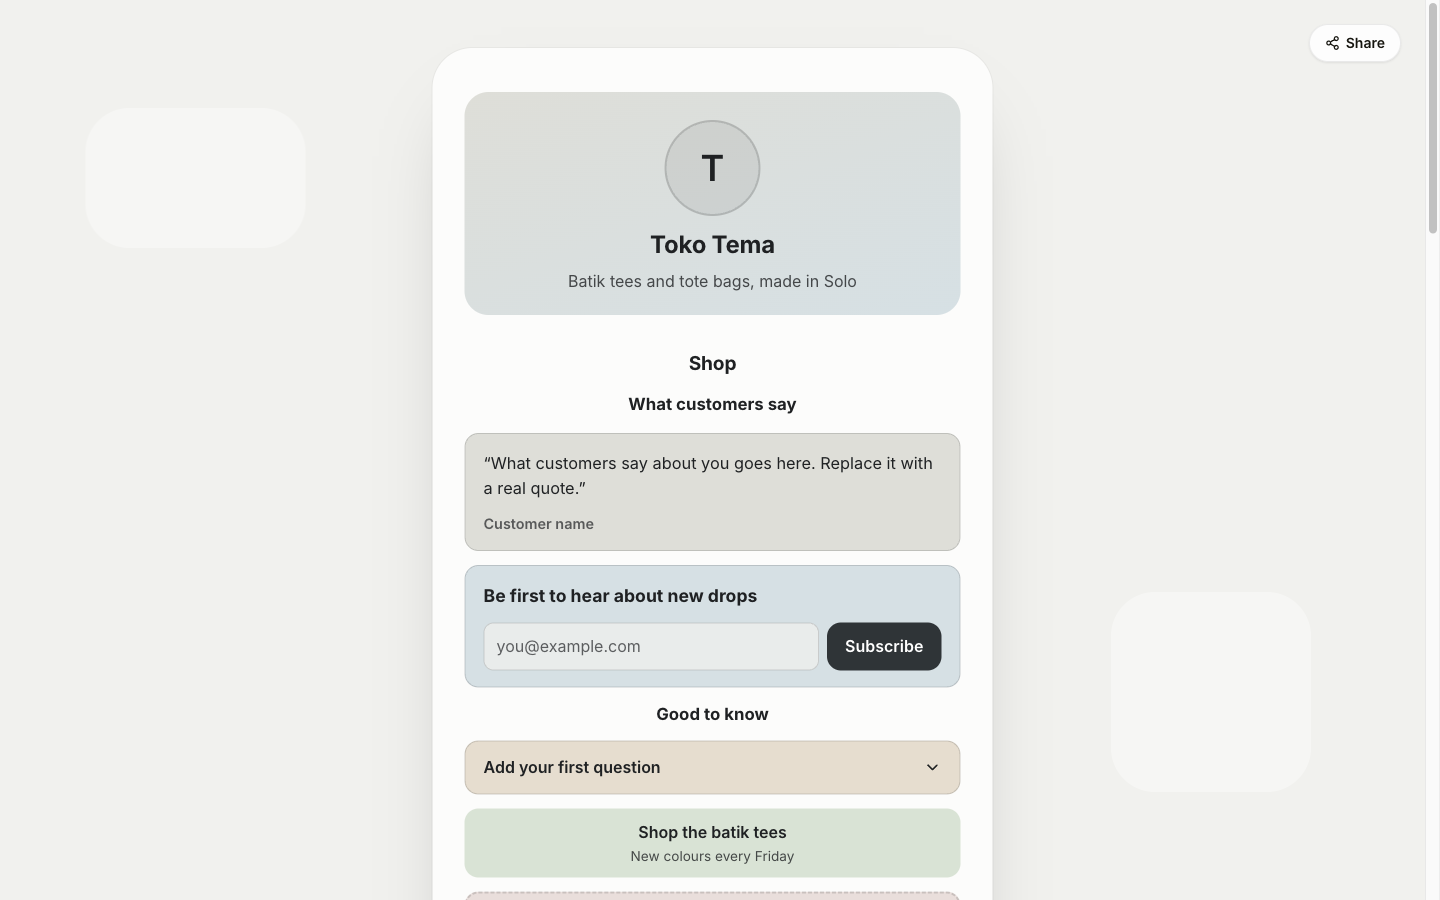 Share
T
Toko Tema
Batik tees and tote bags, made in Solo
Shop
What customers say
“What customers say about you goes here. Replace it with
a real quote.”
Customer name
Be first to hear about new drops
you@example.com
Subscribe
Good to know
Add your first question
Shop the batik tees
New colours every Friday